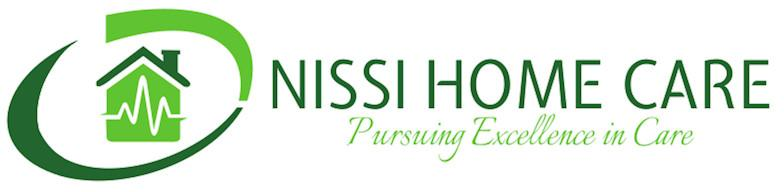 NISSI HOME CARE
Pursuing Excellence in Care